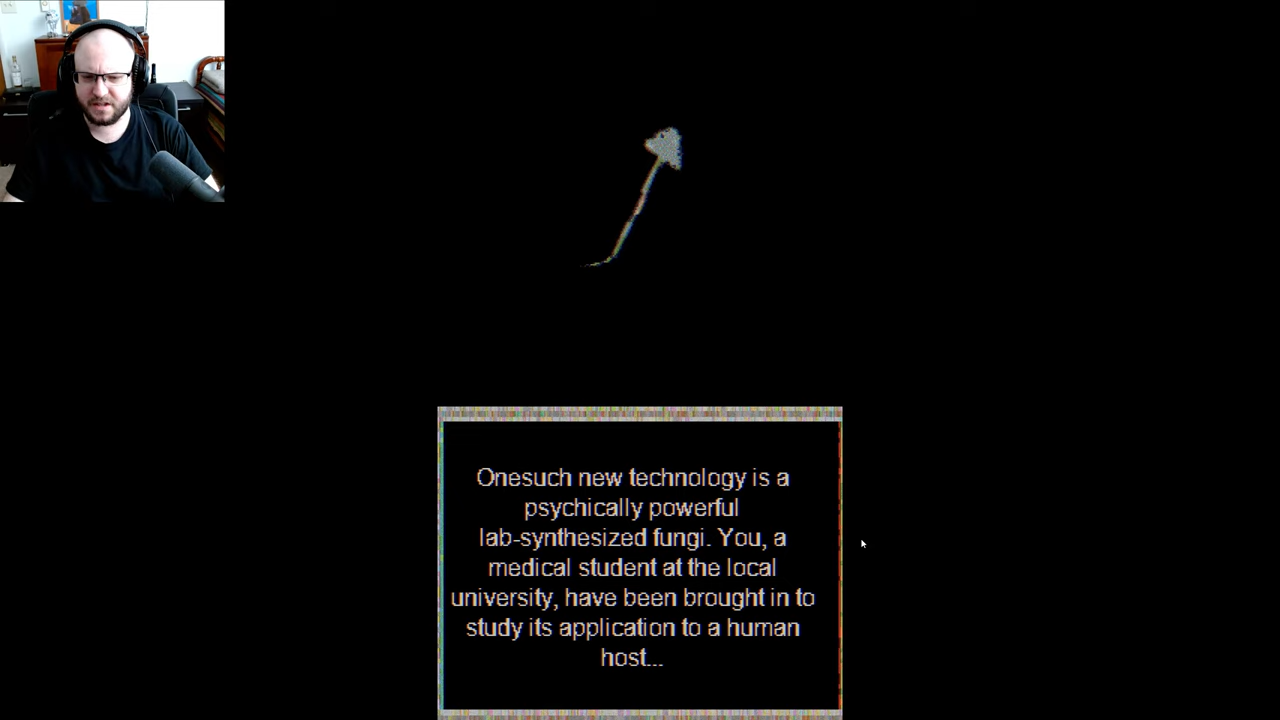 Onesuch new technology is a
psychically powerful
lab-synthesized fungi. You, a
medical student at the local
university, have been brought in to
study its application to a human
host...